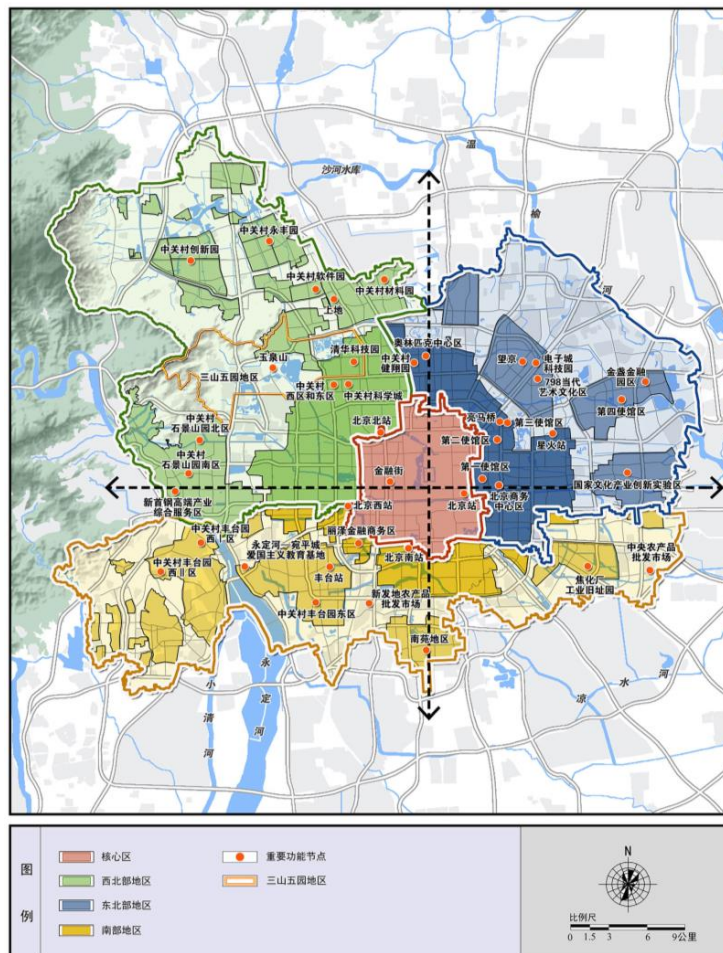 温
榆
河
沙河水库
中关村永丰园
中关村创新园
中关村软件园
中关村材料园
上地
奥林匹克中心区
清华科技园
中关村
健翔园
望京
电子城
科技园
玉泉山
三山五园地区
798当代
艺术文化区
金盏金融
园区
中关村
西区和东区
中关村科学城
第四使馆区
中关村
石景山园北区
北京北站
亮马桥
第三使馆区
第二使馆区
星火站
中关村
石景山园南区
金融街
第一使馆区
国家文化产业创新实验区
新首钢高端产业
综合服务区
北京西站
北京站
北京商务
中心区
中关村丰台园
西Ⅰ区
永定河—宛平城
爱国主义教育基地
丽泽金融商务区
北京南站
中关村丰台园
西Ⅱ区
丰台站
中央农产品
批发市场
焦化厂
工业旧址园
中关村丰台园东区
新发地农产品
批发市场
南苑地区
小
清
河
永
定
河
凉
水
河
图
例
核心区
重要功能节点
西北部地区
三山五园地区
东北部地区
南部地区
N
比例尺
0 1.5 3 6 9公里